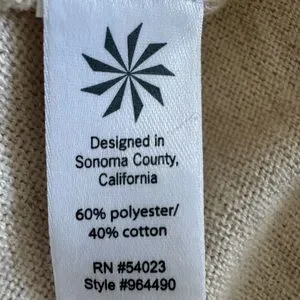 Designed in
Sonoma County,
California
60% polyester/
40% cotton
RN #54023
Style #964490